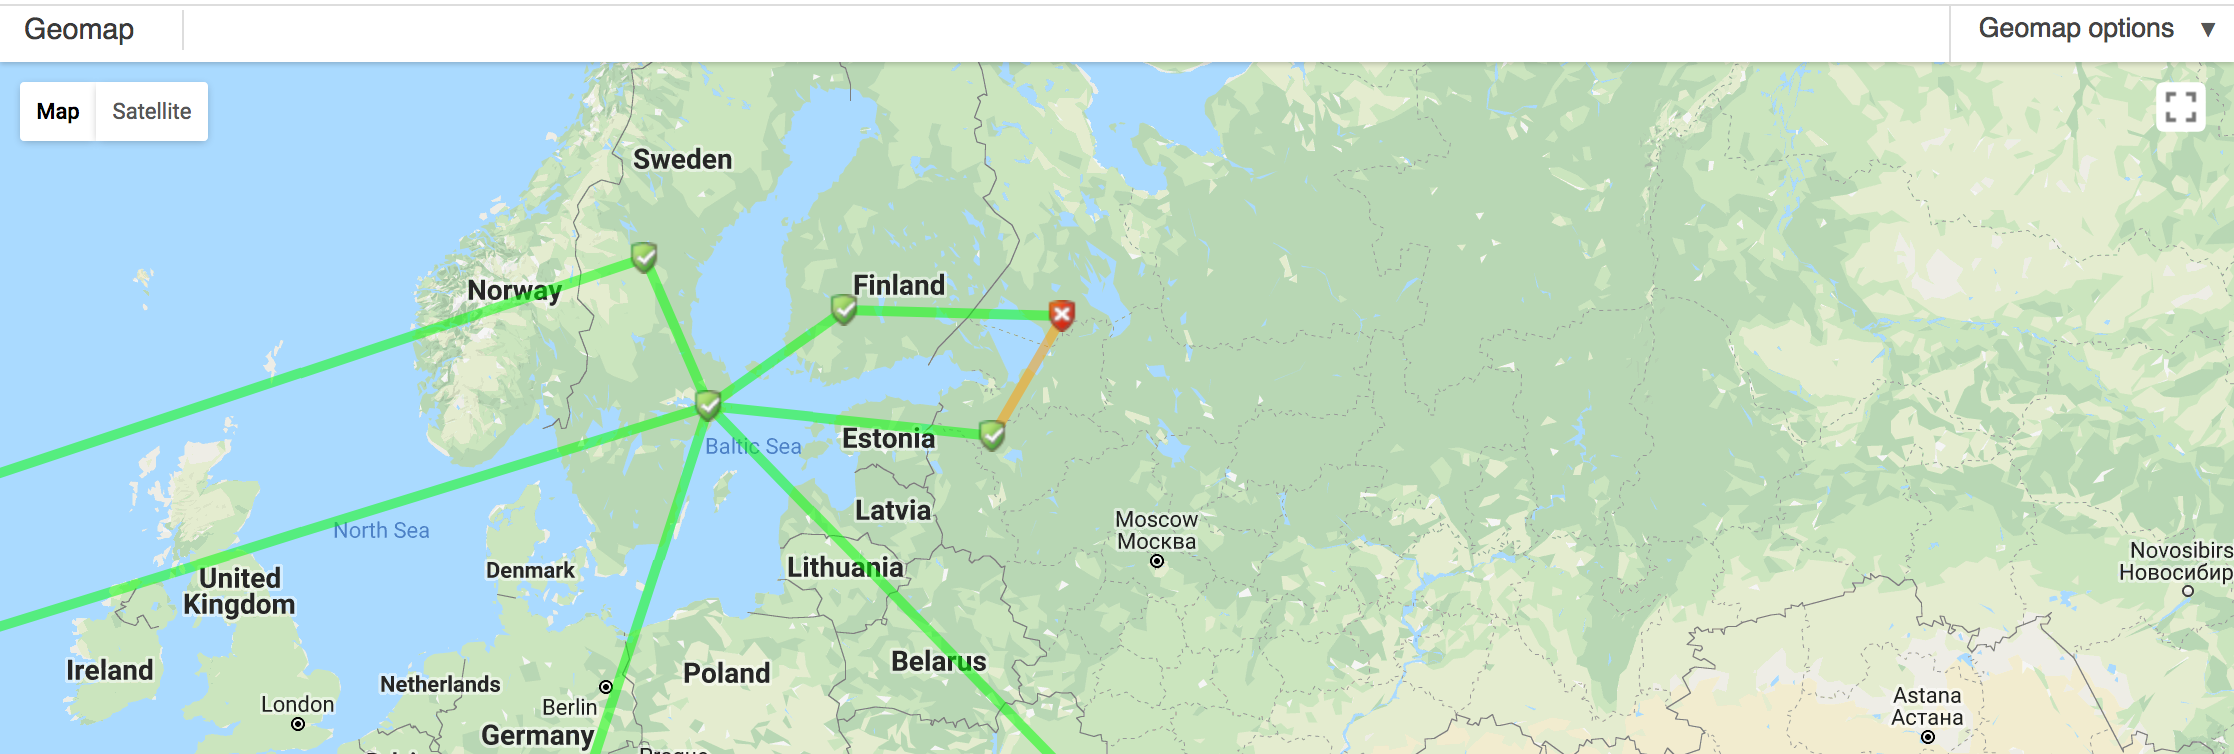 Geomap
Geomap options
Map
Satellite
Sweden
Finland
Norway
Baltic Sea
Estonia
North Sea
Latvia
Moscow
Москва
Denmark
Lithuania
Novosibirs
Новосибир
United
Kingdom
Ireland
Netherlands
Poland
Belarus
London
Berlin
Germany
Astana
Астана
Prague